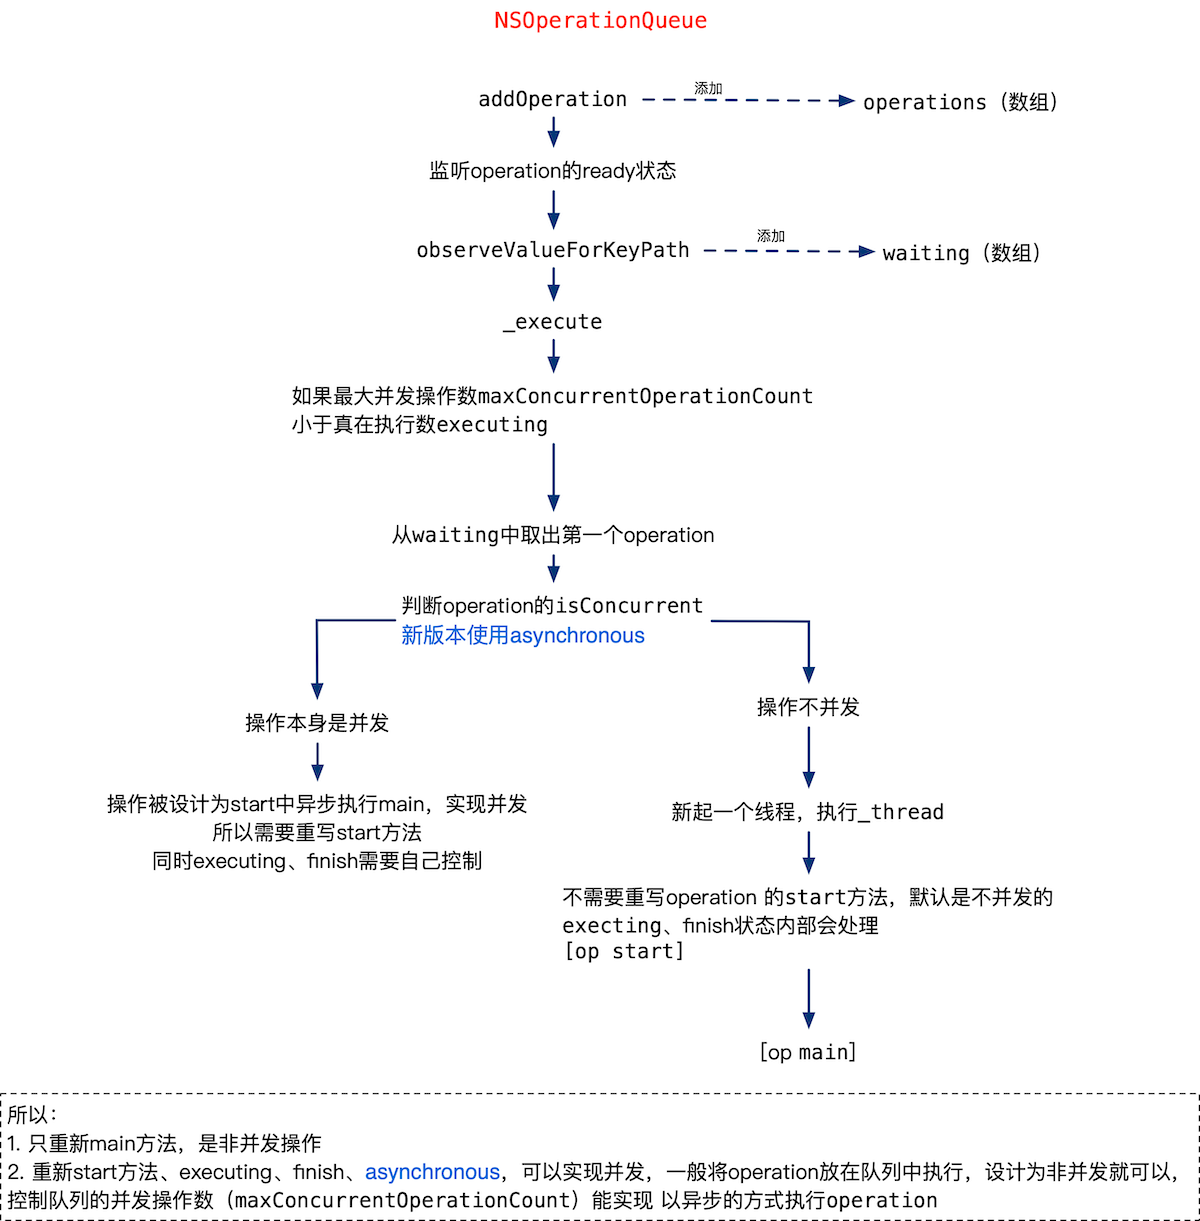 NSOperationQueue
addOperation
添加
operations（数组）
监听operation的ready状态
observeValueForKeyPath
添加
waiting（数组）
_execute
如果最大并发操作数maxConcurrentOperationCount
小于真在执行数executing
从waiting中取出第一个operation
判断operation的isConcurrent
新版本使用asynchronous
操作本身是并发
操作不并发
操作被设计为start中异步执行main，实现并发
所以需要重写start方法
同时executing、finish需要自己控制
新起一个线程，执行_thread
不需要重写operation 的start方法，默认是不并发的
execting、finish状态内部会处理
[op start]
[op main]
所以：
1. 只重新main方法，是非并发操作
2. 重新start方法、executing、finish、asynchronous，可以实现并发，一般将operation放在队列中执行，设计为非并发就可以，
控制队列的并发操作数（maxConcurrentOperationCount）能实现 以异步的方式执行operation